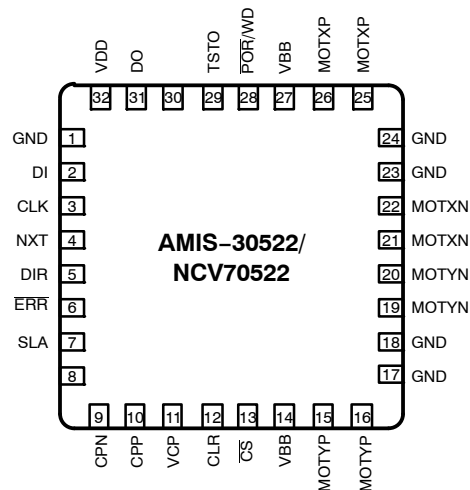 VDD DO TSTO POR/WD VBB MOTXP MOTXP
32 31 30 29 28 27 26 25
GND 1 24 GND
DI 2 23 GND
CLK 3 22 MOTXN
NXT 4 21 MOTXN
AMIS−30522/
NCV70522
DIR 5 20 MOTYN
ERR 6 19 MOTYN
SLA 7 18 GND
8 17 GND
9 10 11 12 13 14 15 16
CPN CPP VCP CLR CS VBB MOTYP MOTYP